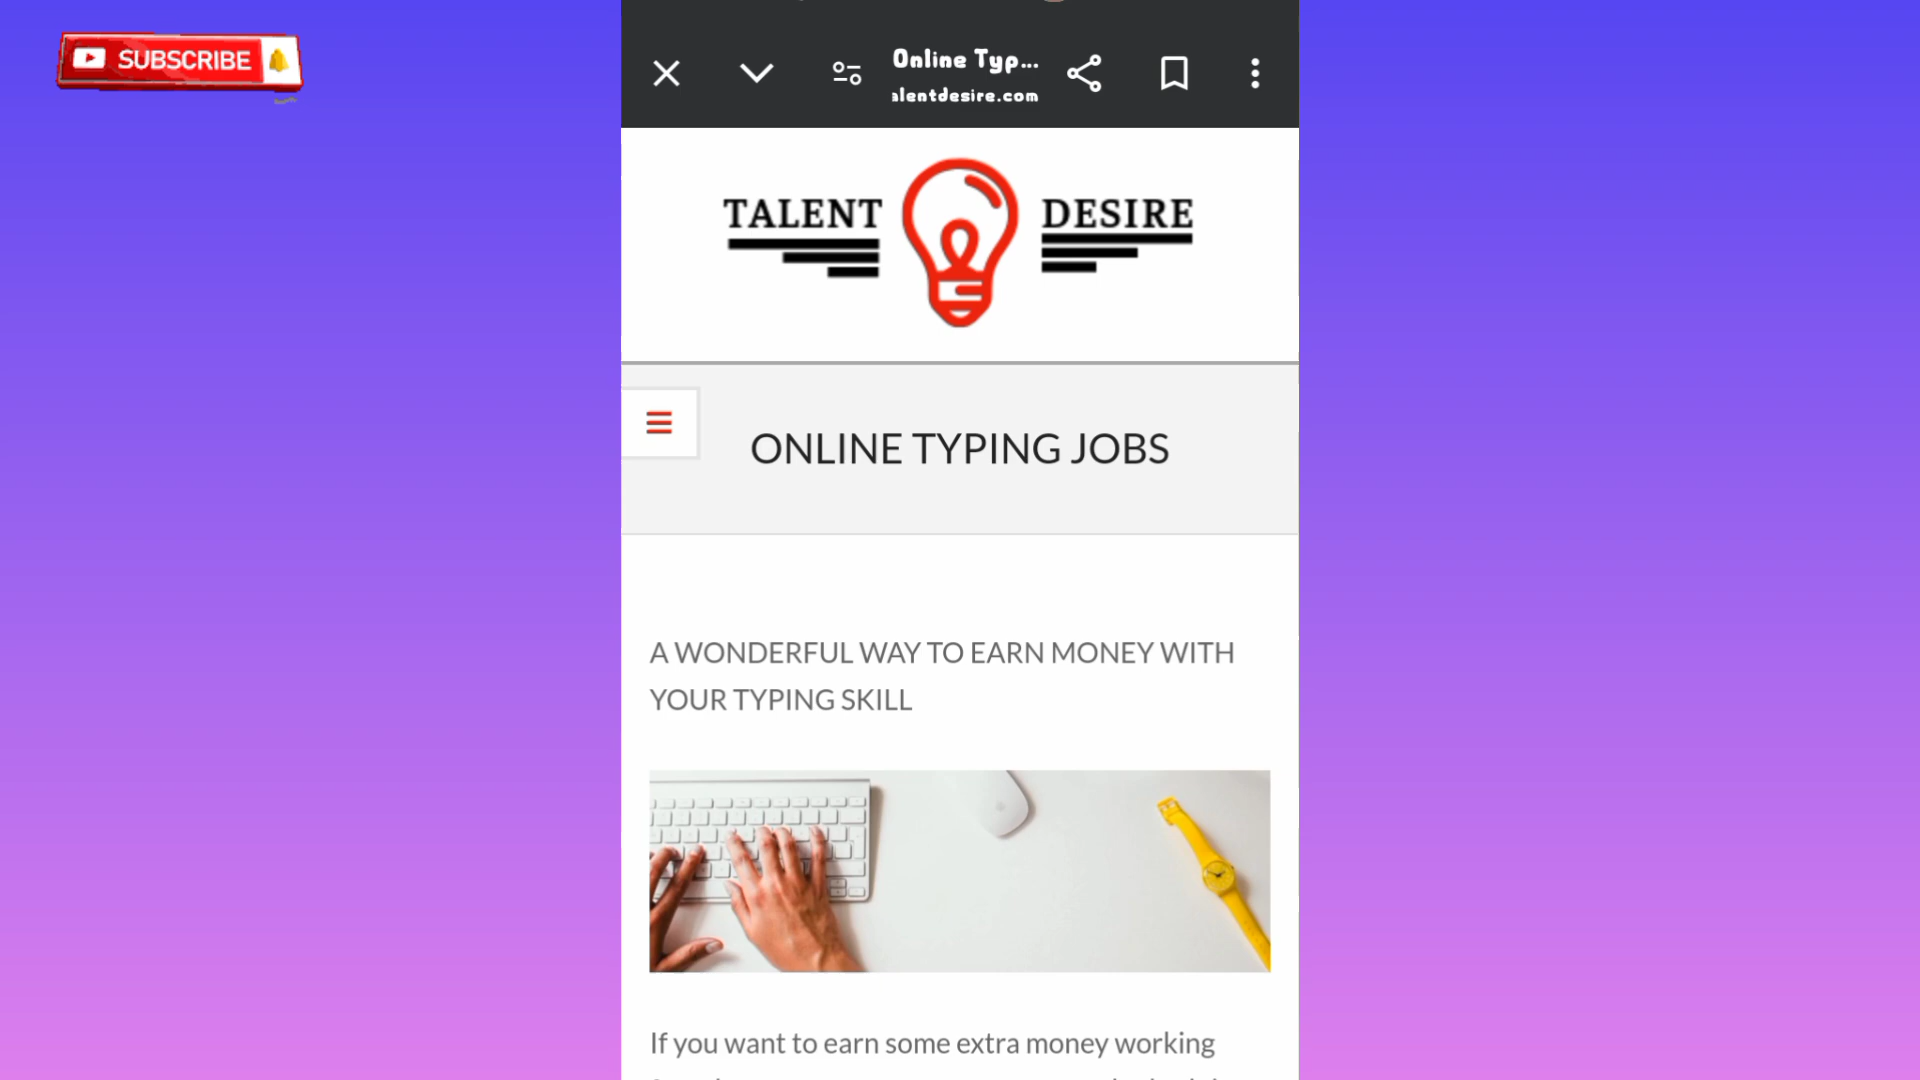 SUBSCRIBE
Online Typ...
alentdesire.com
TALENT DESIRE
ONLINE TYPING JOBS
A WONDERFUL WAY TO EARN MONEY WITH
YOUR TYPING SKILL
If you want to earn some extra money working